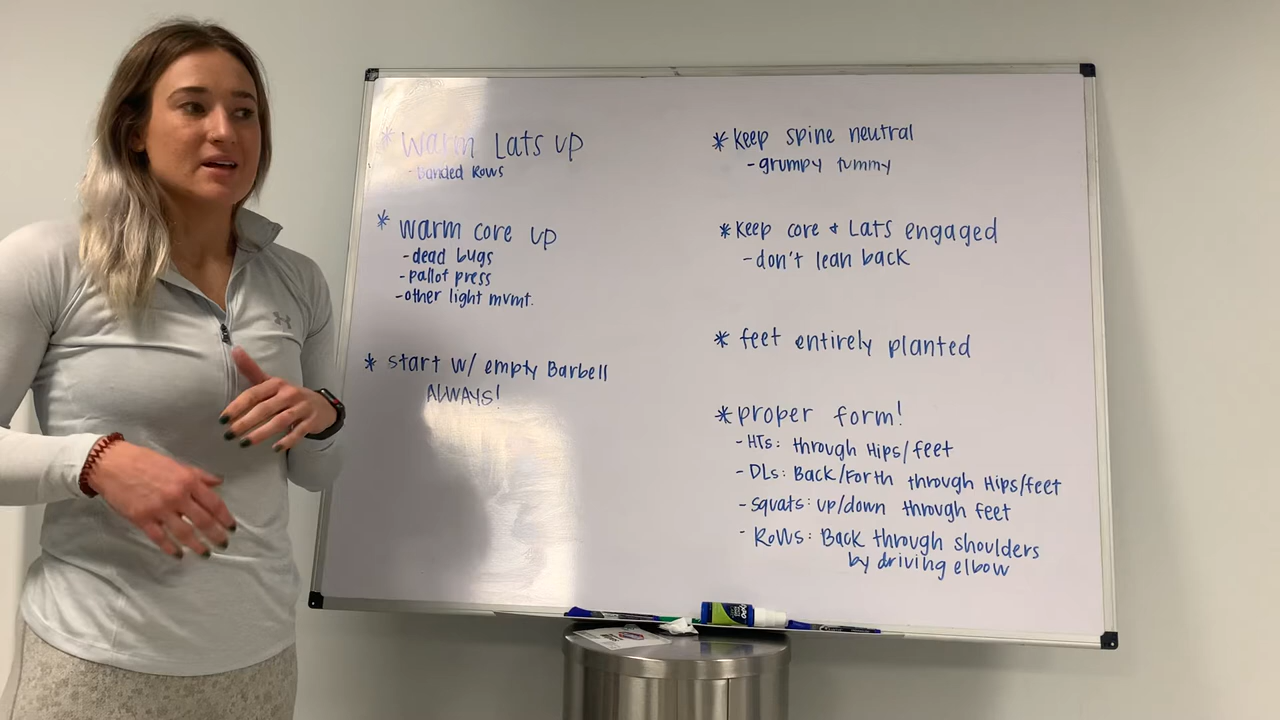 * Warm Lats up
- Banded Rows
* warm core up
- dead bugs
- pallof press
- other light mvmt.
* start w/ empty Barbell
ALWAYS!
* keep spine neutral
- grumpy tummy
* Keep core & Lats engaged
- don't lean back
* feet entirely planted
* proper form!
- HTs: through Hips/feet
- DLs: Back/Forth through Hips/feet
- squats: up/down through feet
- Rows: Back through shoulders
by driving elbow